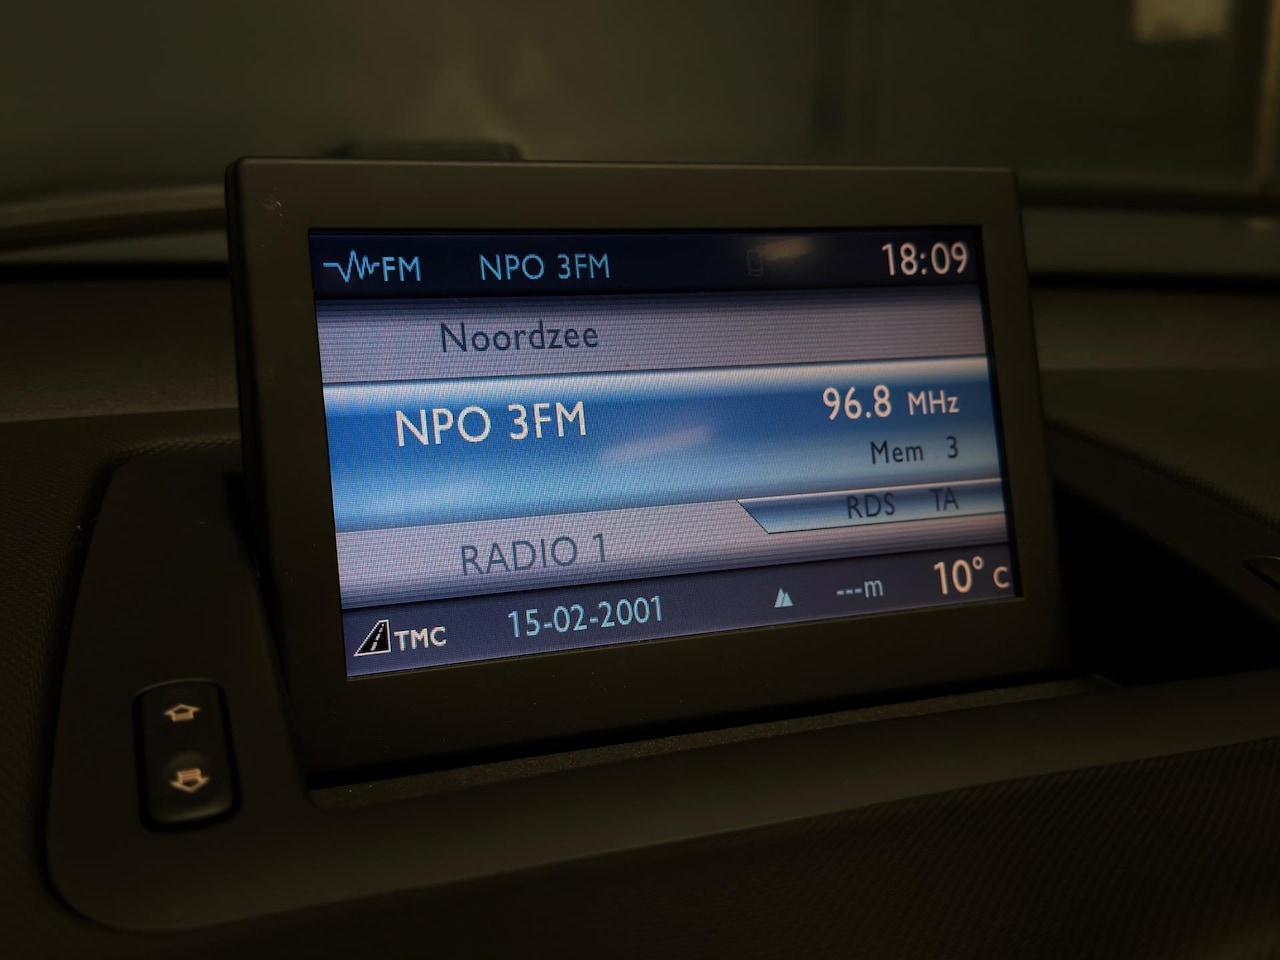 FM NPO 3FM 18:09
Noordzee
NPO 3FM 96.8 MHz
Mem 3
RDS TA
RADIO 1
TMC 15-02-2001 ---m 10° C